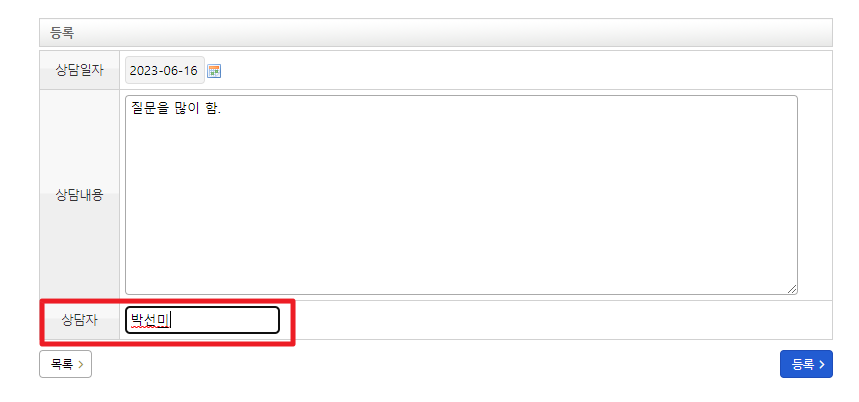 등록
상담일자 2023-06-16
질문을 많이 함.
상담내용
상담자 박선미
목록 >
등록 >